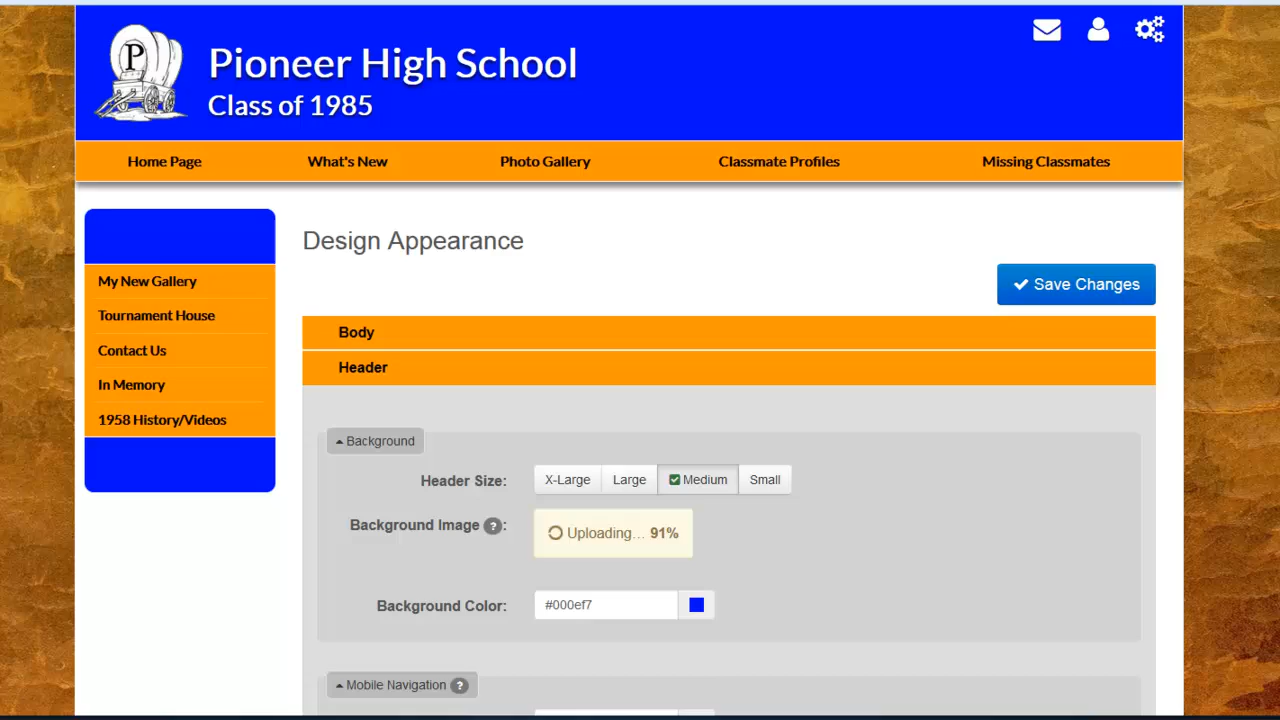 P
Pioneer High School
Class of 1985
Home Page
What's New
Photo Gallery
Classmate Profiles
Missing Classmates
My New Gallery
Tournament House
Contact Us
In Memory
1958 History/Videos
Design Appearance
Save Changes
Body
Header
Background
Header Size: X-Large Large Medium Small
Background Image ?: Uploading... 91%
Background Color: #000ef7
Mobile Navigation ?